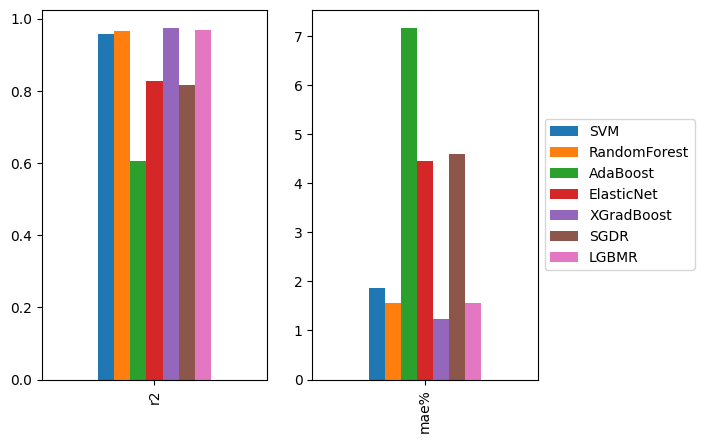 1.0
0.8
0.6
0.4
0.2
0.0
r2
7
6
5
4
3
2
1
0
mae%
SVM
RandomForest
AdaBoost
ElasticNet
XGradBoost
SGDR
LGBMR